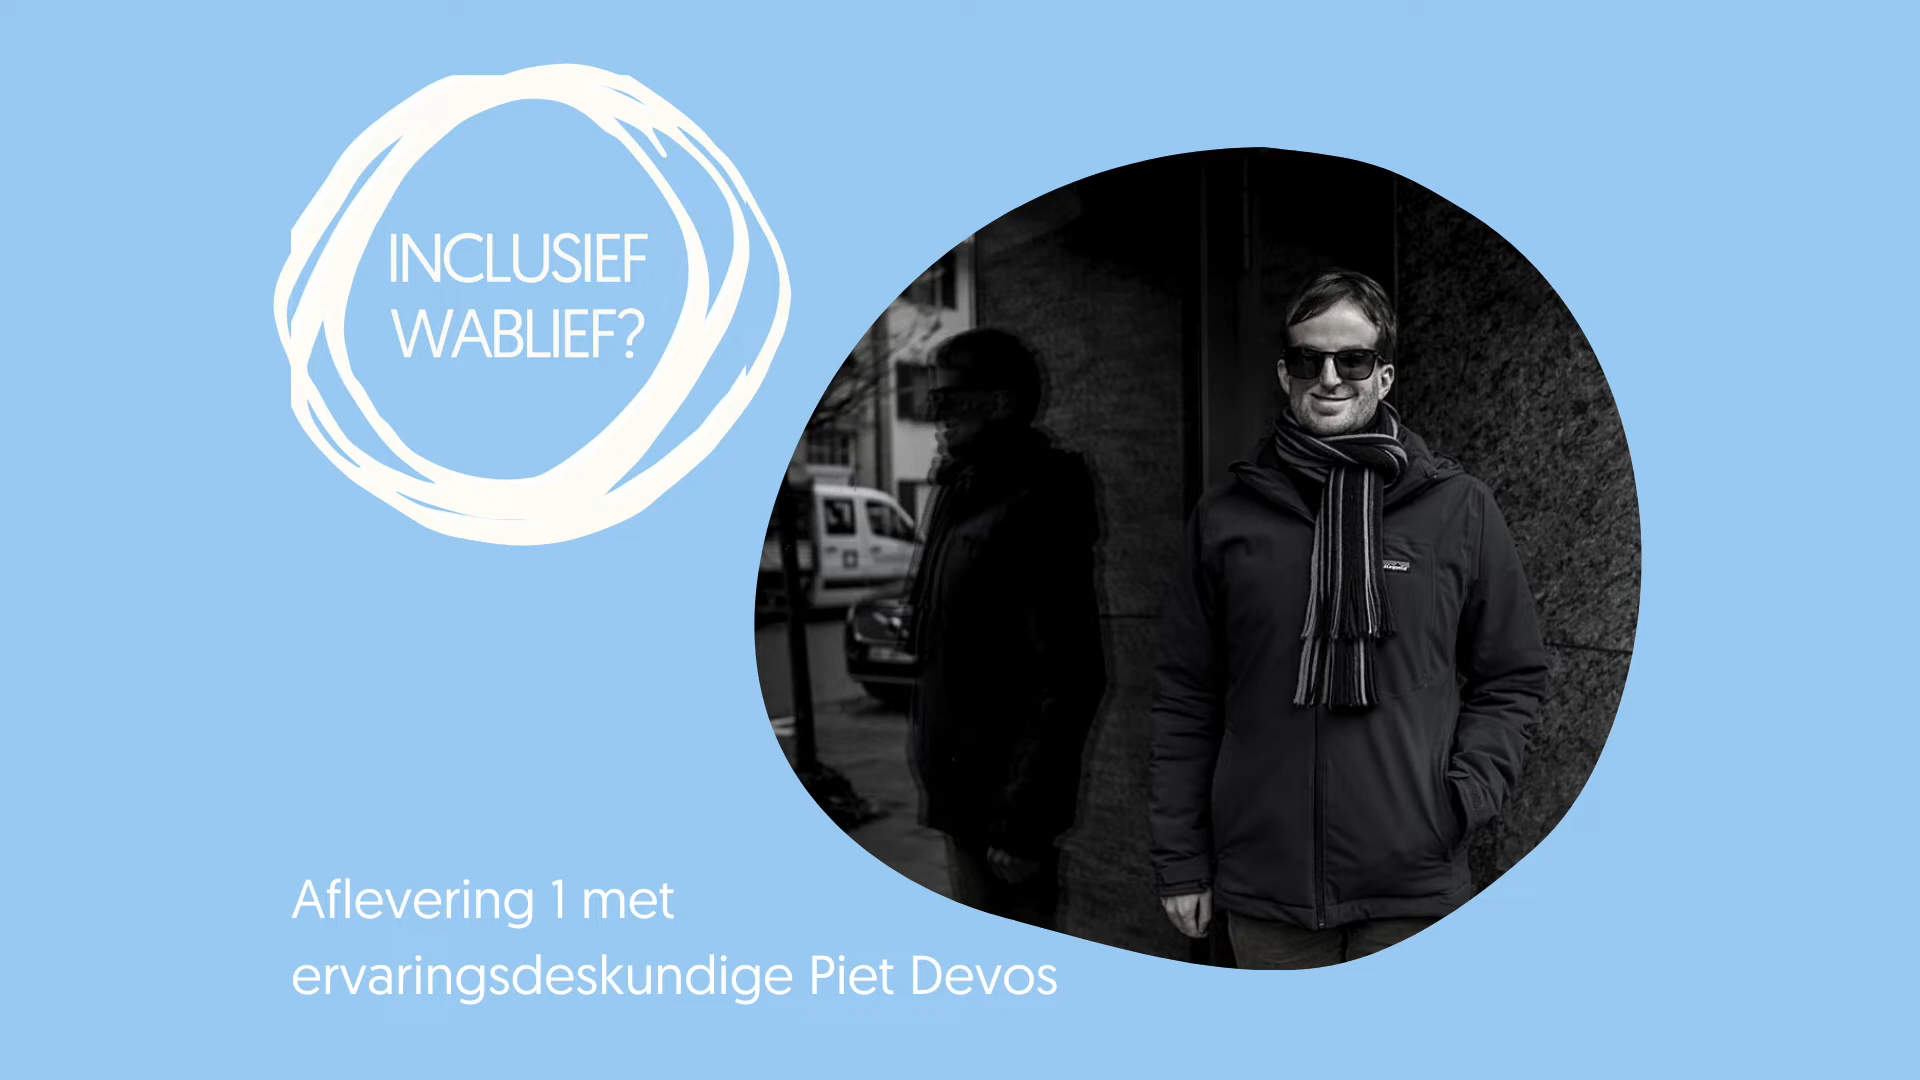 INCLUSIEF
WABLIEF?
Aflevering 1 met
ervaringsdeskundige Piet Devos